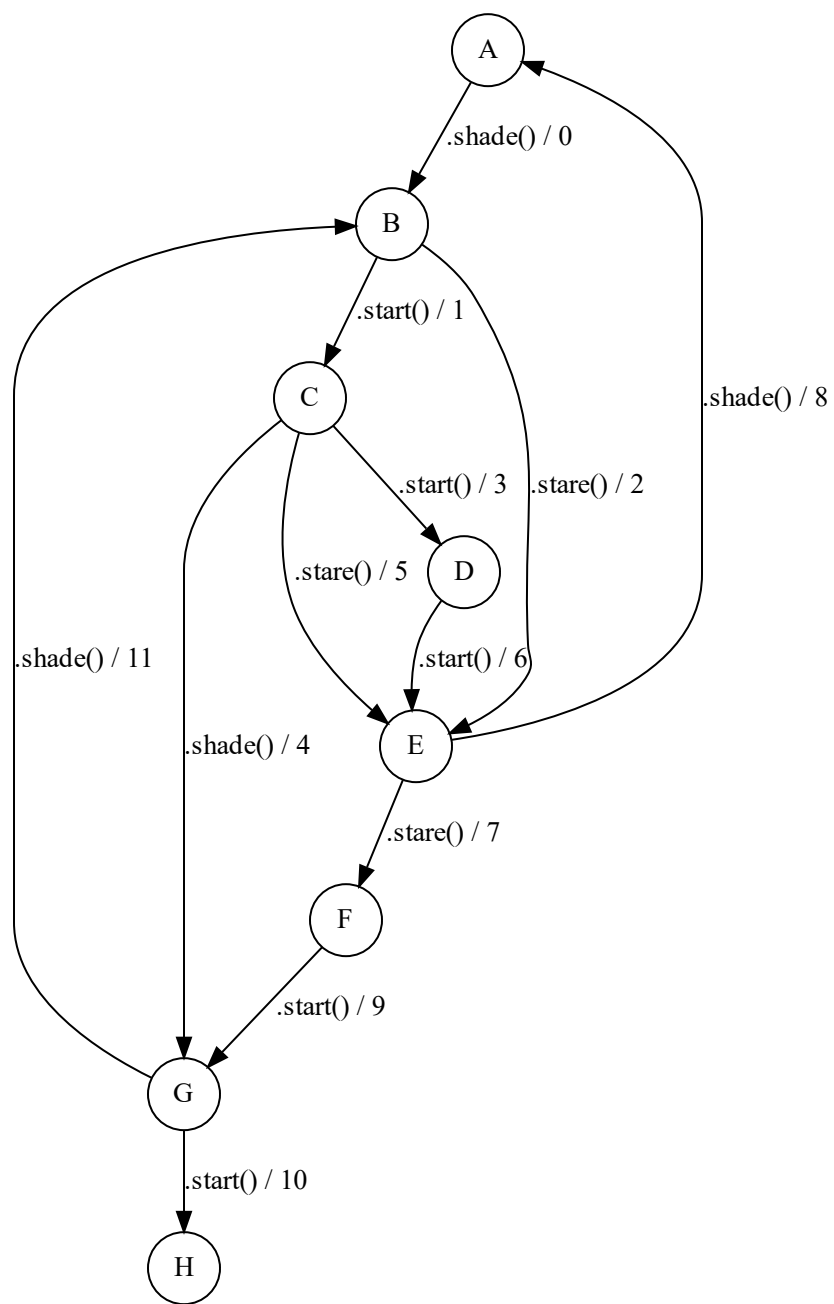 A
.shade() / 0
B
.start() / 1
C
.shade() / 8
.start() / 3
.stare() / 2
D
.stare() / 5
.shade() / 11
.start() / 6
E
.shade() / 4
.stare() / 7
F
.start() / 9
G
.start() / 10
H